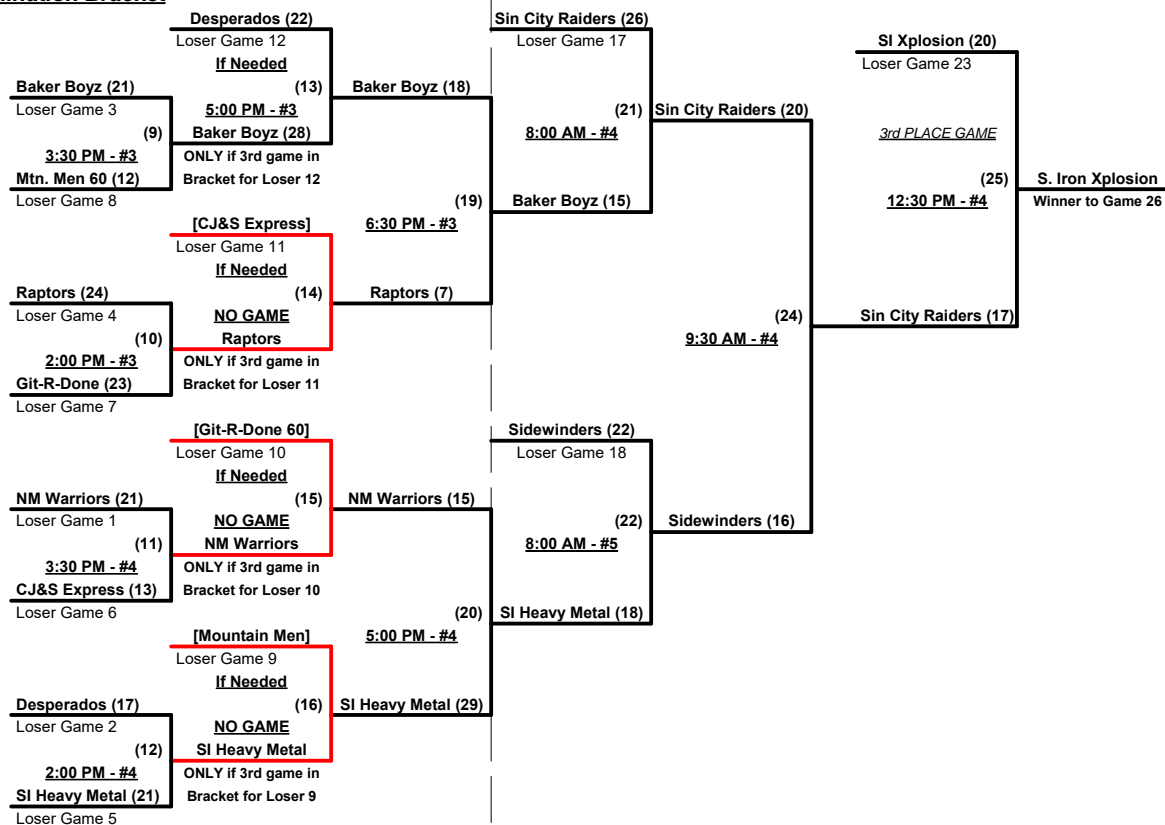 Desperados (22)
Loser Game 12
If Needed
(13)
5:00 PM - #3
Baker Boyz (28)
ONLY if 3rd game in
Bracket for Loser 12
Baker Boyz (21)
Loser Game 3
(9)
3:30 PM - #3
Mtn. Men 60 (12)
Loser Game 8
[CJ&S Express]
Loser Game 11
If Needed
(14)
NO GAME
Raptors
ONLY if 3rd game in
Bracket for Loser 11
Raptors (24)
Loser Game 4
(10)
2:00 PM - #3
Git-R-Done (23)
Loser Game 7
[Git-R-Done 60]
Loser Game 10
If Needed
(15)
NO GAME
NM Warriors
ONLY if 3rd game in
Bracket for Loser 10
NM Warriors (21)
Loser Game 1
(11)
3:30 PM - #4
CJ&S Express (13)
Loser Game 6
[Mountain Men]
Loser Game 9
If Needed
(16)
NO GAME
SI Heavy Metal
ONLY if 3rd game in
Bracket for Loser 9
Desperados (17)
Loser Game 2
(12)
2:00 PM - #4
SI Heavy Metal (21)
Loser Game 5
Baker Boyz (18)
(19)
6:30 PM - #3
Raptors (7)
NM Warriors (15)
(20)
5:00 PM - #4
SI Heavy Metal (29)
Sin City Raiders (26)
Loser Game 17
(21)
8:00 AM - #4
Baker Boyz (15)
Sidewinders (22)
Loser Game 18
(22)
8:00 AM - #5
SI Heavy Metal (18)
Sin City Raiders (20)
(24)
9:30 AM - #4
Sidewinders (16)
SI Xplosion (20)
Loser Game 23
3rd PLACE GAME
(25)
12:30 PM - #4
Sin City Raiders (17)
S. Iron Xplosion
Winner to Game 26